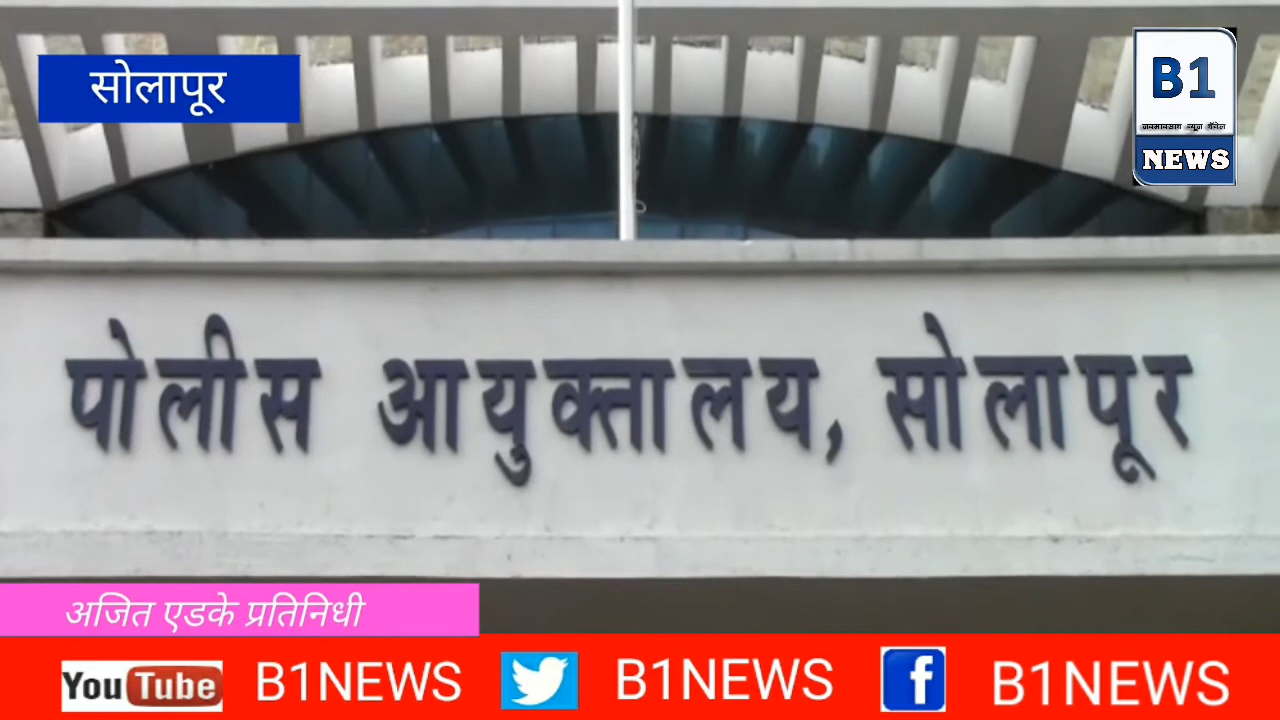 सोलापूर
B1
NEWS
पोलीस आयुक्तालय, सोलापूर
अजित एडके प्रतिनिधी
YouTube B1NEWS B1NEWS f B1NEWS